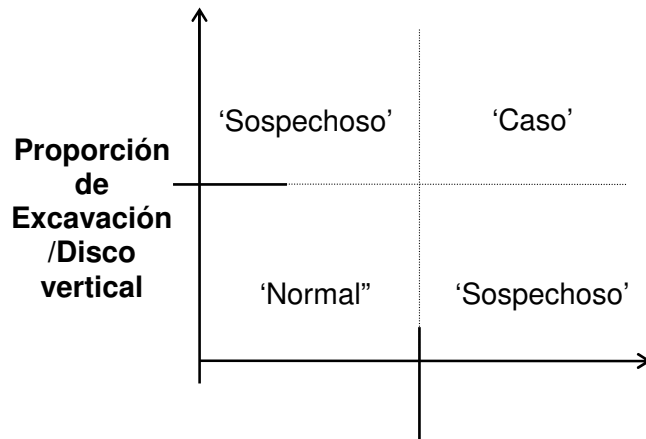 ‘Sospechoso’
‘Caso’
Proporción
de
Excavación
/Disco
vertical
‘Normal”
‘Sospechoso’